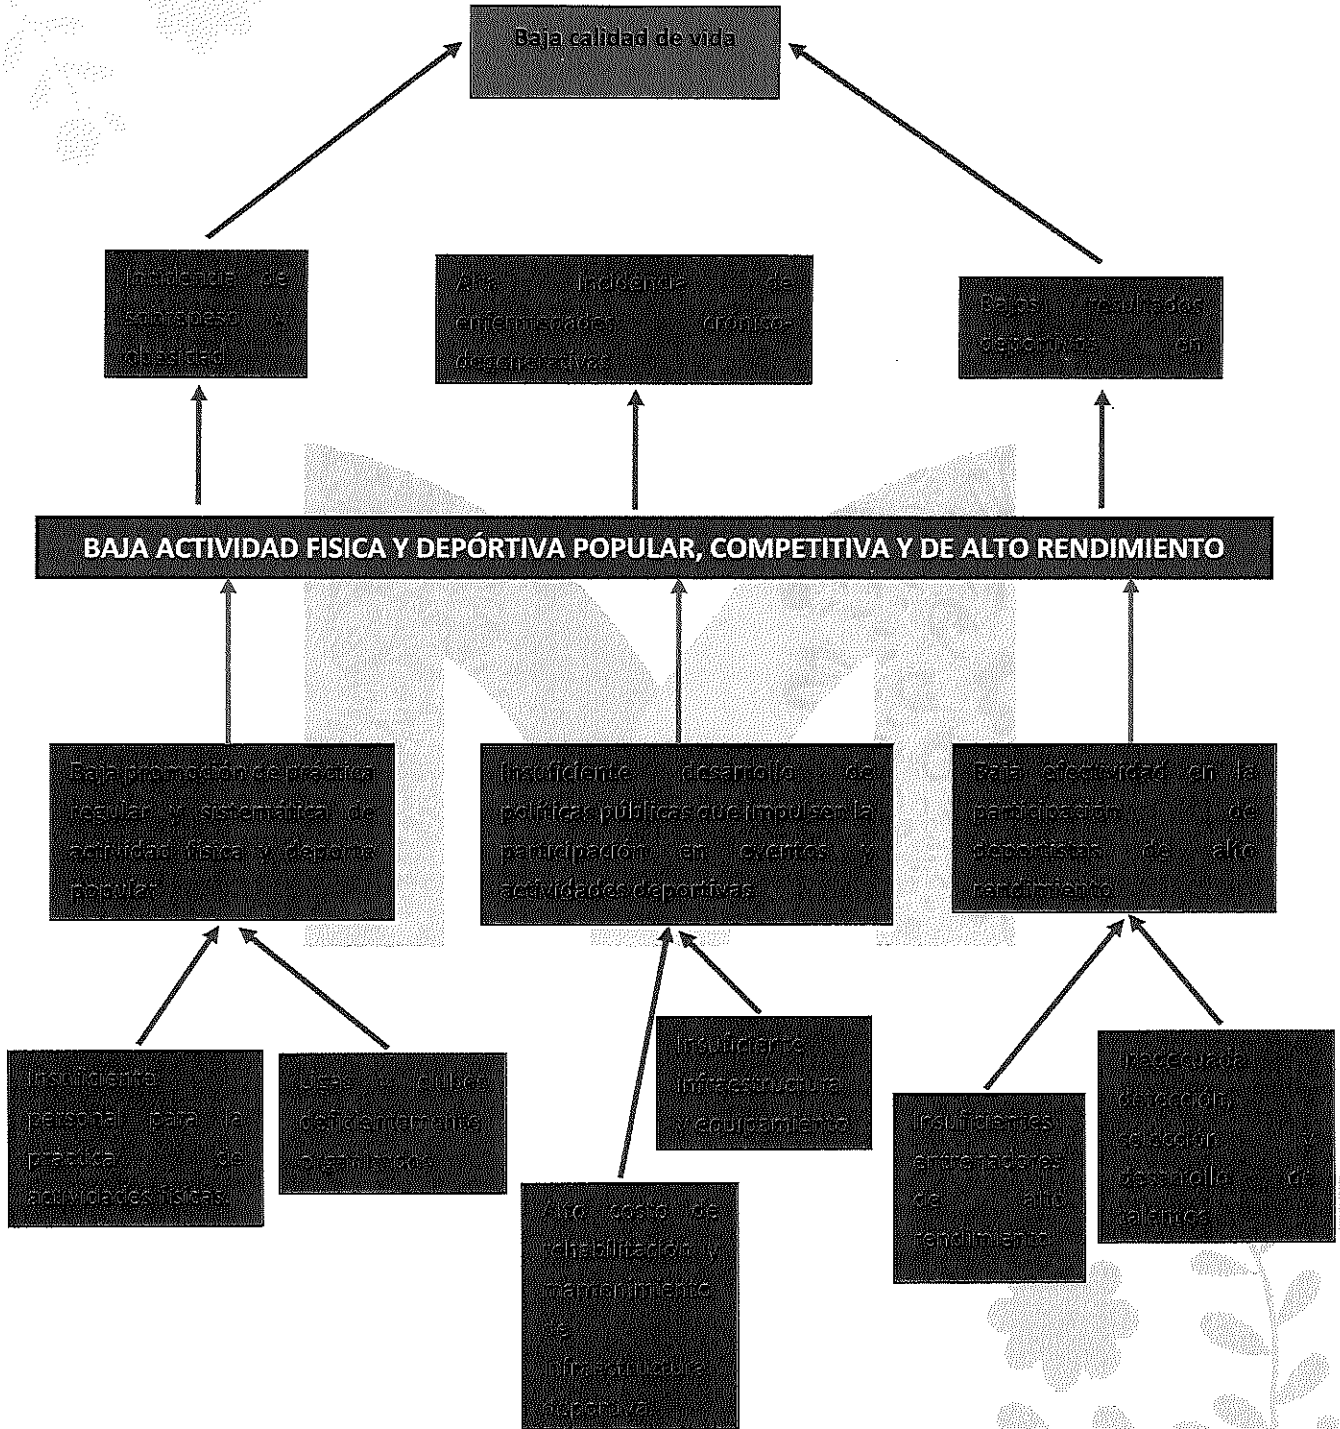 Baja calidad de vida
Incidencia de
sobrepeso y
obesidad
Alta incidencia de
enfermedades crónico-
degenerativas
Bajos resultados
deportivos en
BAJA ACTIVIDAD FISICA Y DEPÓRTIVA POPULAR, COMPETITIVA Y DE ALTO RENDIMIENTO
Baja promoción de práctica
regular y sistemática de
actividad física y deporte
popular
Insuficiente desarrollo de
políticas públicas que impulsen la
participación en eventos y
actividades deportivas
Baja efectividad en la
participación de
deportistas de alto
rendimiento
Insuficiente
personal para la
práctica de
actividades físicas.
Ligas y clubes
deficientemente
organizados
Insuficiente
infraestructura
y equipamiento
Alto costo de
rehabilitación y
mantenimiento
de
infraestructura
deportiva
Insuficientes
entrenadores
de alto
rendimiento
Inadecuada
detección,
selección y
desarrollo de
talentos